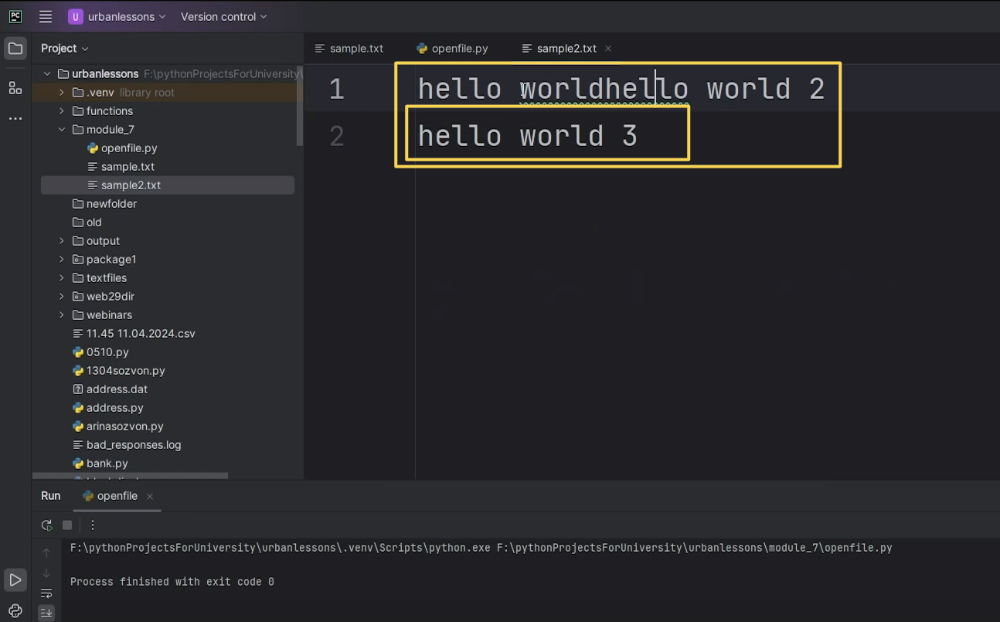 PC
U urbanlessons Version control
Project
sample.txt openfile.py sample2.txt
urbanlessons F:\pythonProjectsForUniversity\
.venv library root
functions
module_7
openfile.py
sample.txt
sample2.txt
newfolder
old
output
package1
textfiles
web29dir
webinars
11.45 11.04.2024.csv
0510.py
1304sozvon.py
address.dat
address.py
arinasozvon.py
bad_responses.log
bank.py
1 hello worldhello world 2
2 hello world 3
Run openfile
F:\pythonProjectsForUniversity\urbanlessons\.venv\Scripts\python.exe F:\pythonProjectsForUniversity\urbanlessons\module_7\openfile.py
Process finished with exit code 0